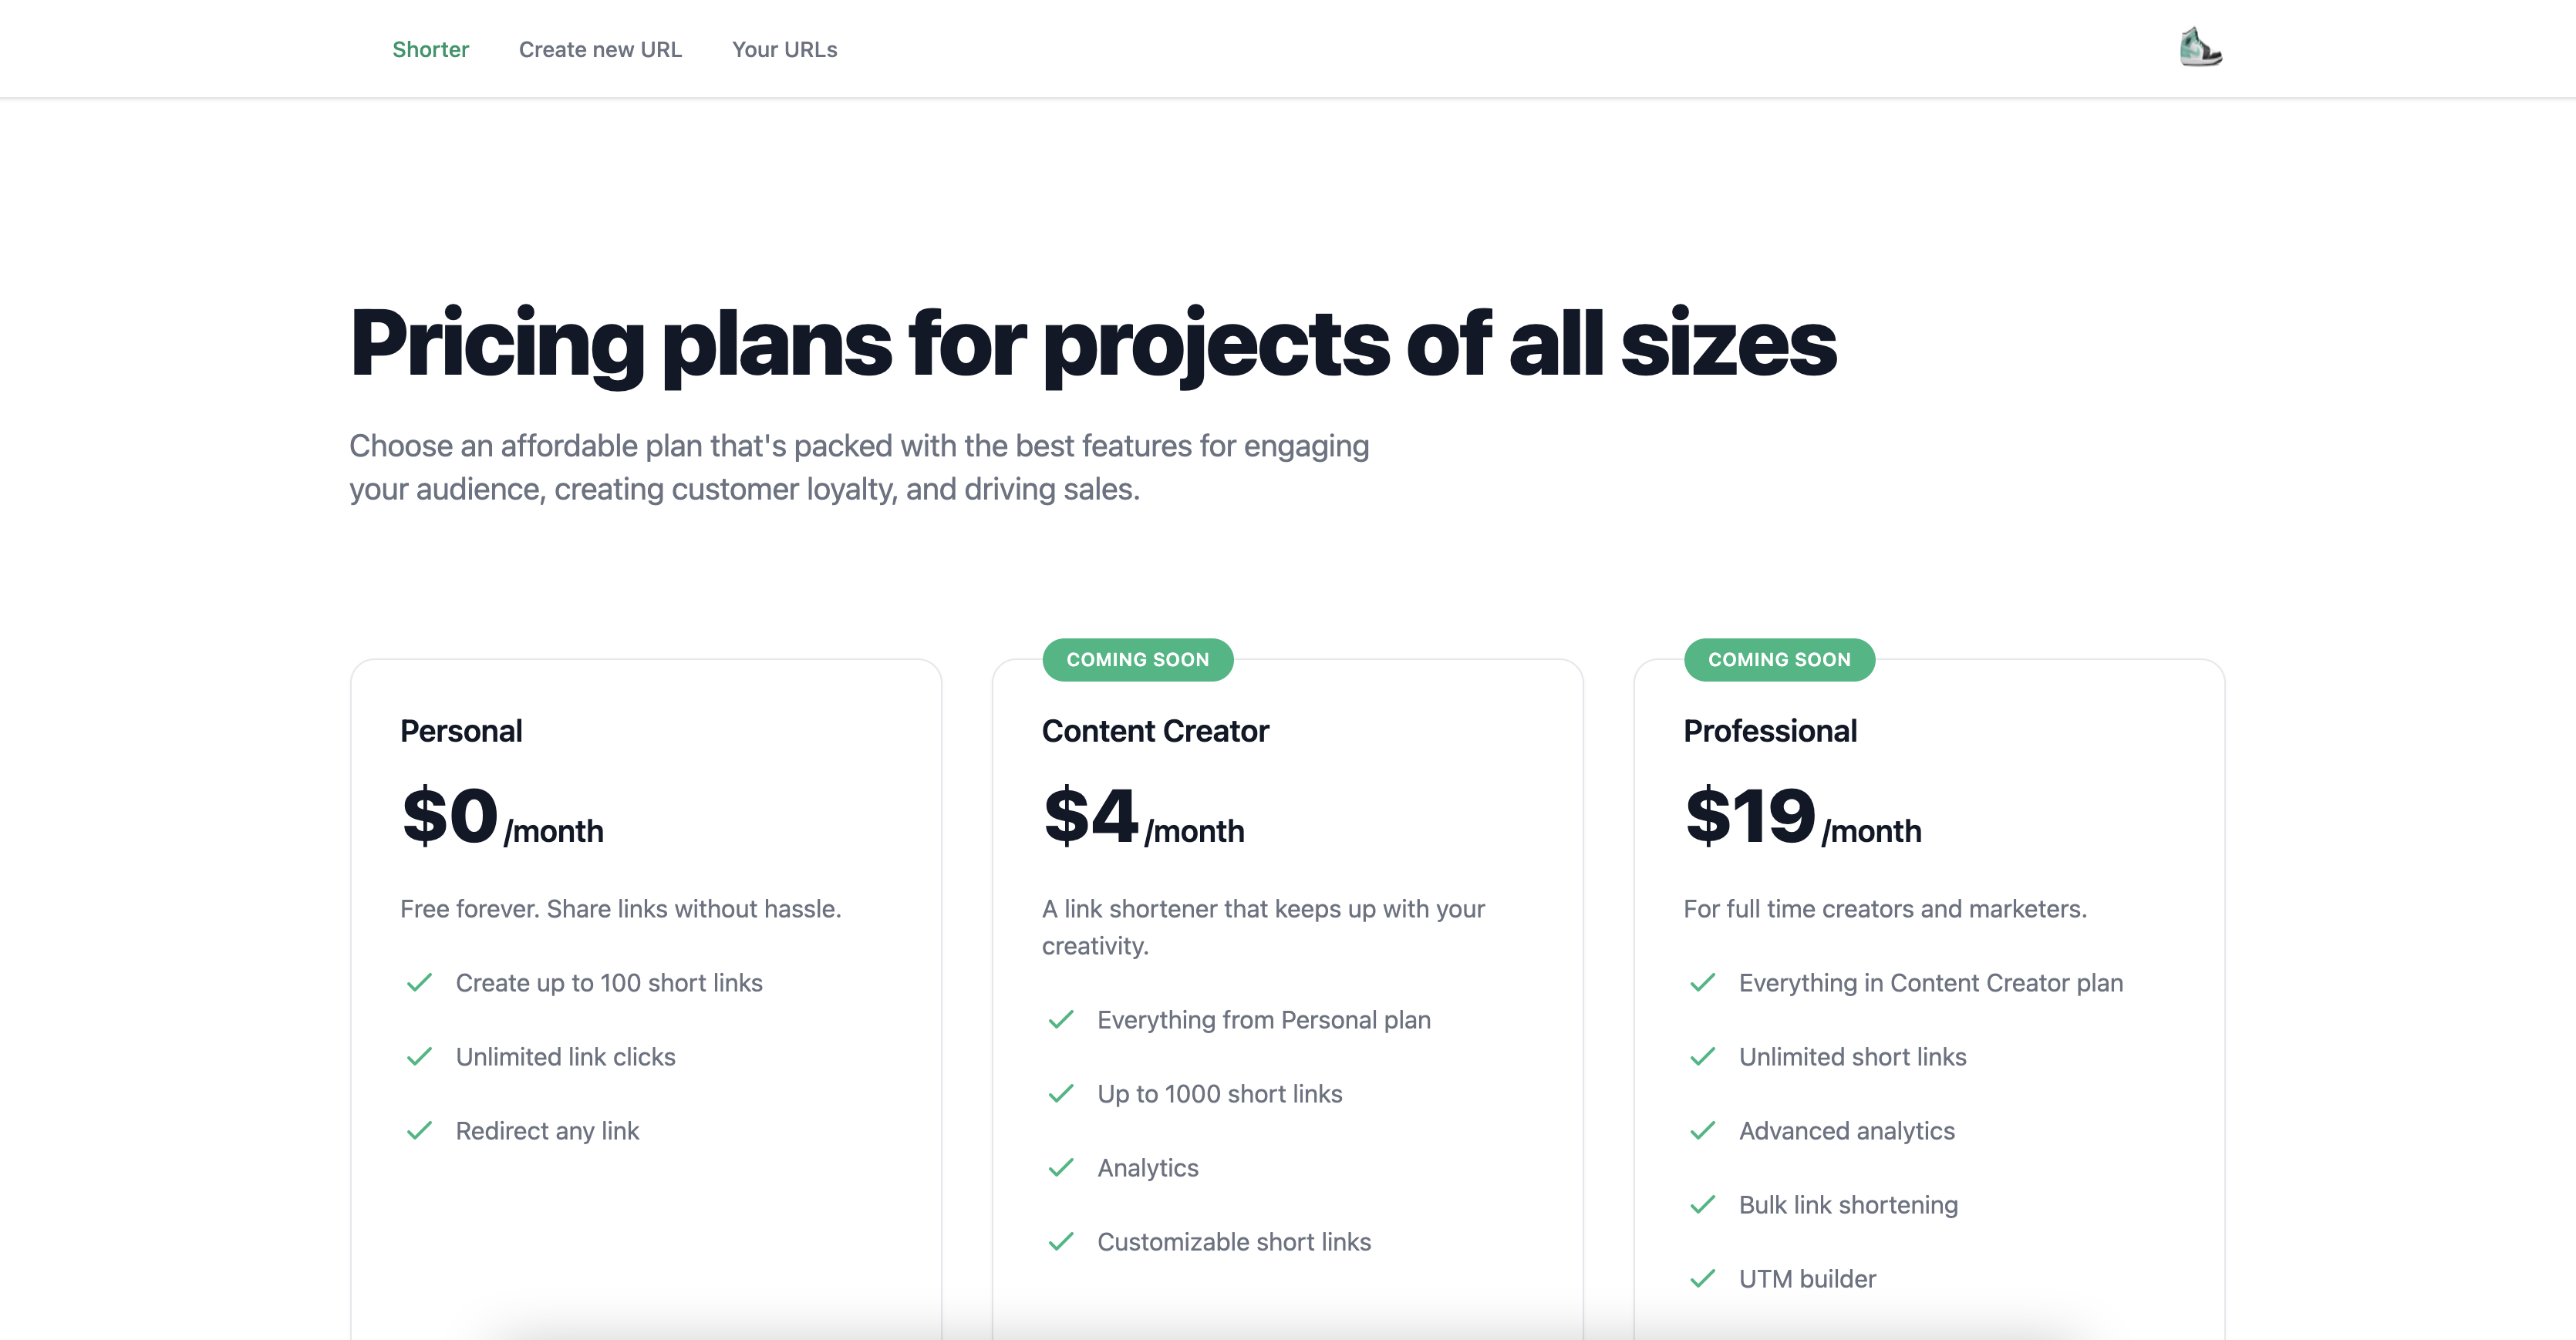 Shorter
Create new URL
Your URLs
Pricing plans for projects of all sizes
Choose an affordable plan that's packed with the best features for engaging
your audience, creating customer loyalty, and driving sales.
Personal
$0/month
Free forever. Share links without hassle.
Create up to 100 short links
Unlimited link clicks
Redirect any link
COMING SOON
Content Creator
$4/month
A link shortener that keeps up with your
creativity.
Everything from Personal plan
Up to 1000 short links
Analytics
Customizable short links
COMING SOON
Professional
$19/month
For full time creators and marketers.
Everything in Content Creator plan
Unlimited short links
Advanced analytics
Bulk link shortening
UTM builder